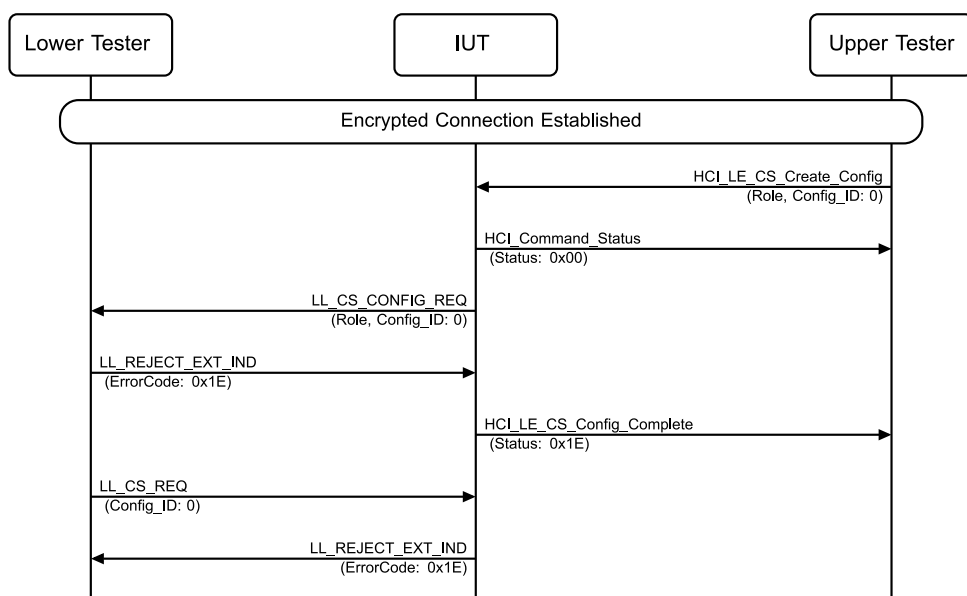 Lower Tester
IUT
Upper Tester
Encrypted Connection Established
HCI_LE_CS_Create_Config
(Role, Config_ID: 0)
HCI_Command_Status
(Status: 0x00)
LL_CS_CONFIG_REQ
(Role, Config_ID: 0)
LL_REJECT_EXT_IND
(ErrorCode: 0x1E)
HCI_LE_CS_Config_Complete
(Status: 0x1E)
LL_CS_REQ
(Config_ID: 0)
LL_REJECT_EXT_IND
(ErrorCode: 0x1E)